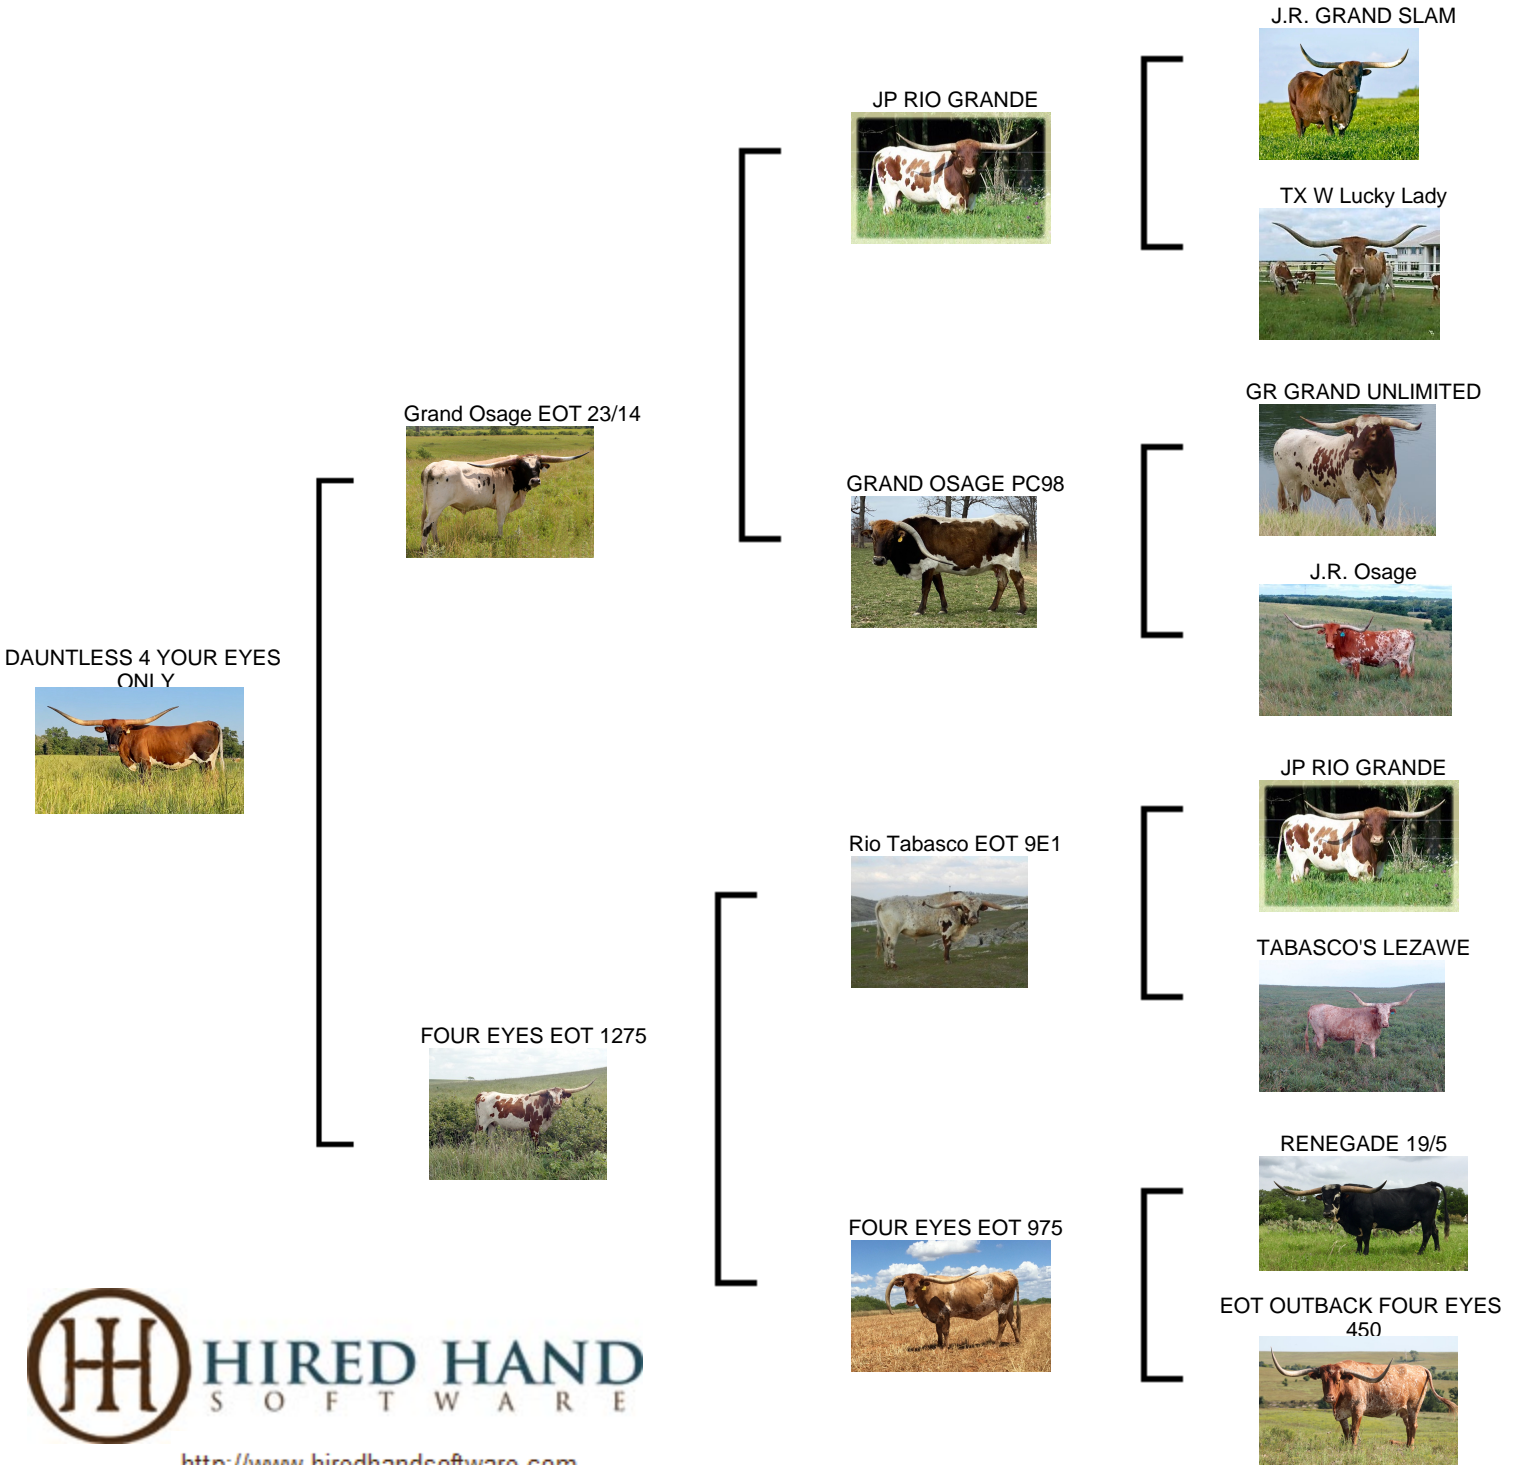 J.R. GRAND SLAM
JP RIO GRANDE
TX W Lucky Lady
GR GRAND UNLIMITED
Grand Osage EOT 23/14
GRAND OSAGE PC98
J.R. Osage
DAUNTLESS 4 YOUR EYES
ONLY
JP RIO GRANDE
Rio Tabasco EOT 9E1
TABASCO'S LEZAWE
FOUR EYES EOT 1275
RENEGADE 19/5
FOUR EYES EOT 975
EOT OUTBACK FOUR EYES
450
HIRED HAND
SOFTWARE
http://www.hiredhandsoftware.com